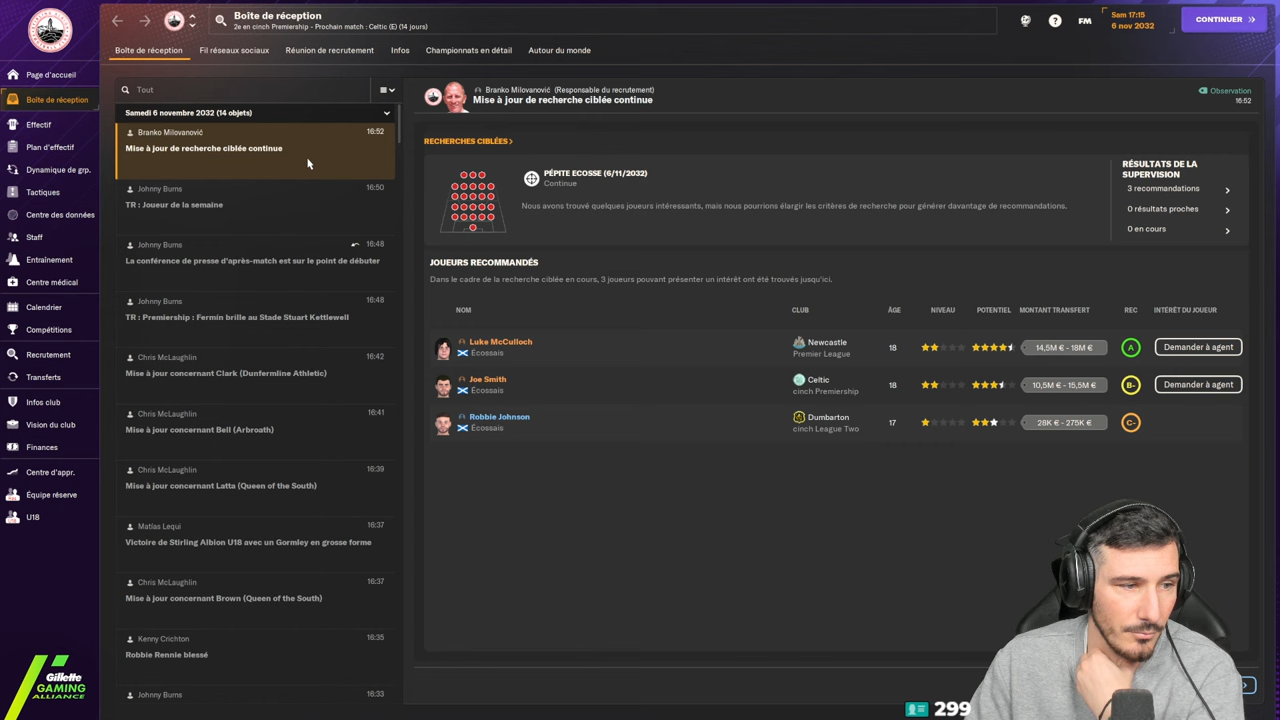 Boîte de réception
2e en cinch Premiership - Prochain match : Celtic (E) (14 jours)
FM
Sam 17:15
6 nov 2032
CONTINUER
Boîte de réception
Fil réseaux sociaux
Réunion de recrutement
Infos
Championnats en détail
Autour du monde
Page d'accueil
Boîte de réception
Effectif
Plan d'effectif
Dynamique de grp.
Tactiques
Centre des données
Staff
Entraînement
Centre médical
Calendrier
Compétitions
Recrutement
Transferts
Infos club
Vision du club
Finances
Centre d'appr.
Équipe réserve
U18
Gillette
GAMING
ALLIANCE
Tout
Samedi 6 novembre 2032 (14 objets)
Branko Milovanović 16:52
Mise à jour de recherche ciblée continue
Johnny Burns 16:50
TR : Joueur de la semaine
Johnny Burns 16:48
La conférence de presse d'après-match est sur le point de débuter
Johnny Burns 16:48
TR : Premiership : Fermin brille au Stade Stuart Kettlewell
Chris McLaughlin 16:42
Mise à jour concernant Clark (Dunfermline Athletic)
Chris McLaughlin 16:41
Mise à jour concernant Bell (Arbroath)
Chris McLaughlin 16:39
Mise à jour concernant Latta (Queen of the South)
Matías Lequi 16:37
Victoire de Stirling Albion U18 avec un Gormley en grosse forme
Chris McLaughlin 16:37
Mise à jour concernant Brown (Queen of the South)
Kenny Crichton 16:35
Robbie Rennie blessé
Johnny Burns 16:33
Branko Milovanović (Responsable du recrutement)
Mise à jour de recherche ciblée continue
Observation
16:52
RECHERCHES CIBLÉES >
PÉPITE ECOSSE (6/11/2032)
Continue
Nous avons trouvé quelques joueurs intéressants, mais nous pourrions élargir les critères de recherche pour générer davantage de recommandations.
RÉSULTATS DE LA
SUPERVISION
3 recommandations
0 résultats proches
0 en cours
JOUEURS RECOMMANDÉS
Dans le cadre de la recherche ciblée en cours, 3 joueurs pouvant présenter un intérêt ont été trouvés jusqu'ici.
NOM CLUB ÂGE NIVEAU POTENTIEL MONTANT TRANSFERT REC INTÉRÊT DU JOUEUR
Luke McCulloch Newcastle 18 14,5M € - 18M € A Demander à agent
Écossais Premier League
Joe Smith Celtic 18 10,5M € - 15,5M € B- Demander à agent
Écossais cinch Premiership
Robbie Johnson Dumbarton 17 28K € - 275K € C-
Écossais cinch League Two
299